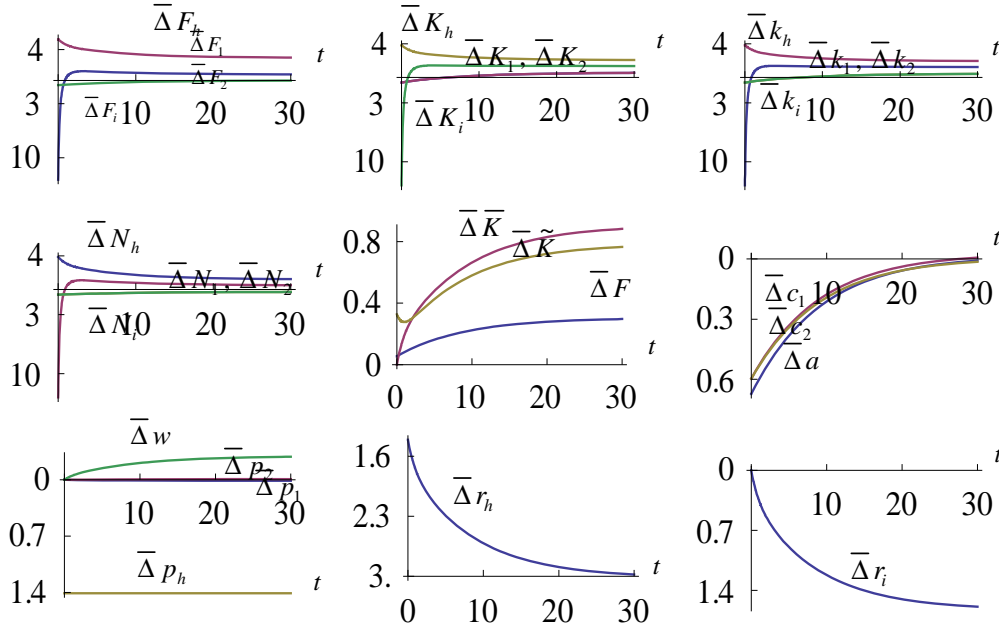 Δ̅ F_h
Δ̅ F_1
4
t
Δ̅ F_2
3
Δ̅ F_i
10
20
30
10
Δ̅ K_h
4
t
Δ̅ K_1, Δ̅ K_2
3
Δ̅ K_i
10
20
30
10
Δ̅ k_h
4
t
Δ̅ k_1, Δ̅ k_2
3
Δ̅ k_i
10
20
30
10
Δ̅ N_h
4
t
Δ̅ N_1, Δ̅ N_2
3
Δ̅ N_i
10
20
30
10
Δ̅ K̅
0.8
Δ̅ K̃
Δ̅ F
0.4
t
0
0
10
20
30
t
0
Δ̅ c_1
10
20
30
0.3
Δ̅ c_2
Δ̅ a
0.6
Δ̅ w
t
Δ̅ p_2
0
Δ̅ p_1
10
20
30
0.7
Δ̅ p_h
t
1.4
1.6
Δ̅ r_h
2.3
t
3.
0
10
20
30
t
0
10
20
30
0.7
Δ̅ r_i
1.4